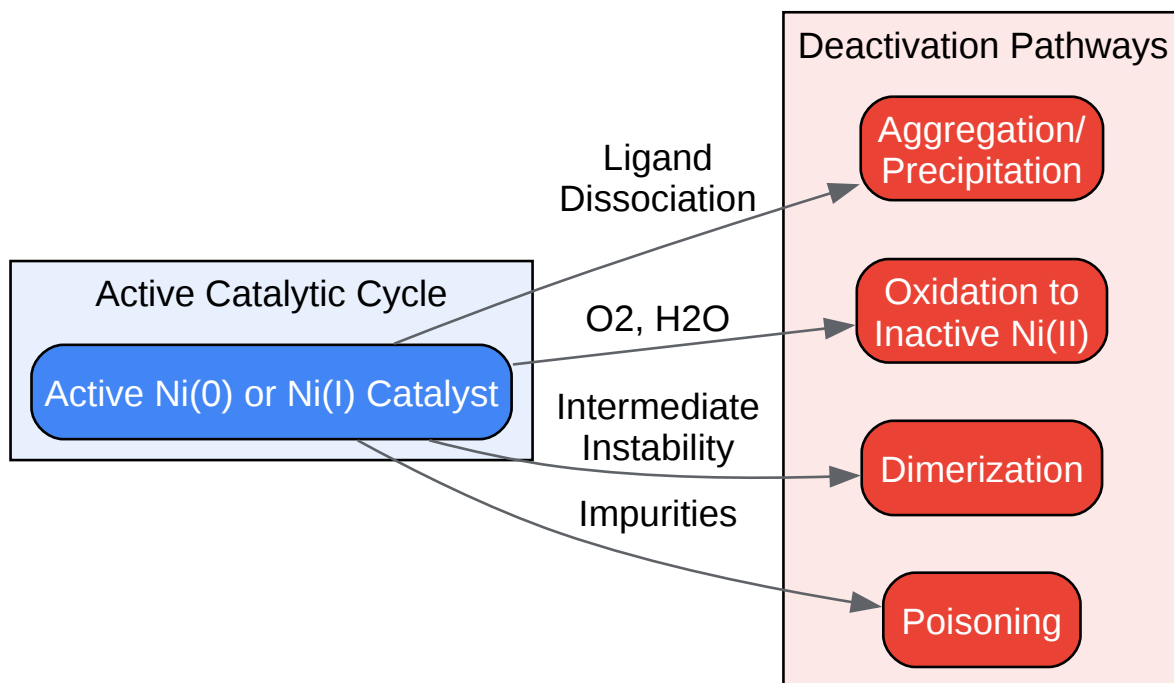 Deactivation Pathways
Aggregation/
Precipitation
Ligand
Dissociation
Active Catalytic Cycle
Oxidation to
Inactive Ni(II)
O2, H2O
Active Ni(0) or Ni(I) Catalyst
Intermediate
Instability
Dimerization
Impurities
Poisoning